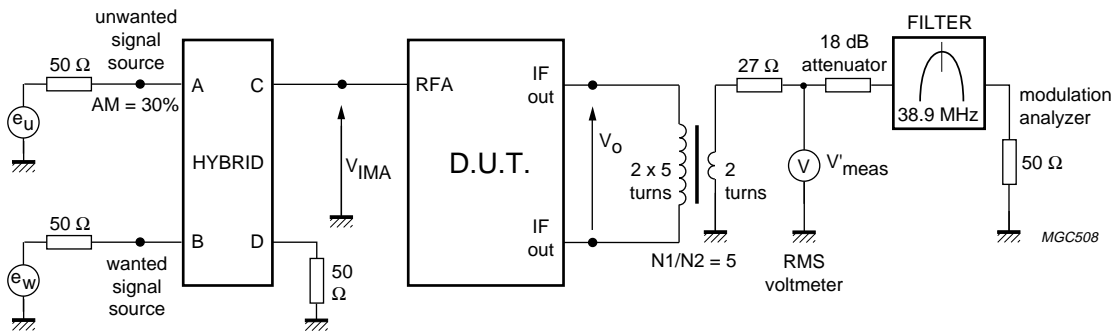 unwanted
signal
source
50 Ω
e_u
AM = 30%
A
C
HYBRID
B
D
50 Ω
e_w
wanted
signal
source
50
Ω
V_IMA
RFA
IF
out
D.U.T.
IF
out
V_o
2 x 5
turns
2
turns
N1/N2 = 5
27 Ω
V
V'_meas
RMS
voltmeter
18 dB
attenuator
FILTER
38.9 MHz
modulation
analyzer
50 Ω
MGC508